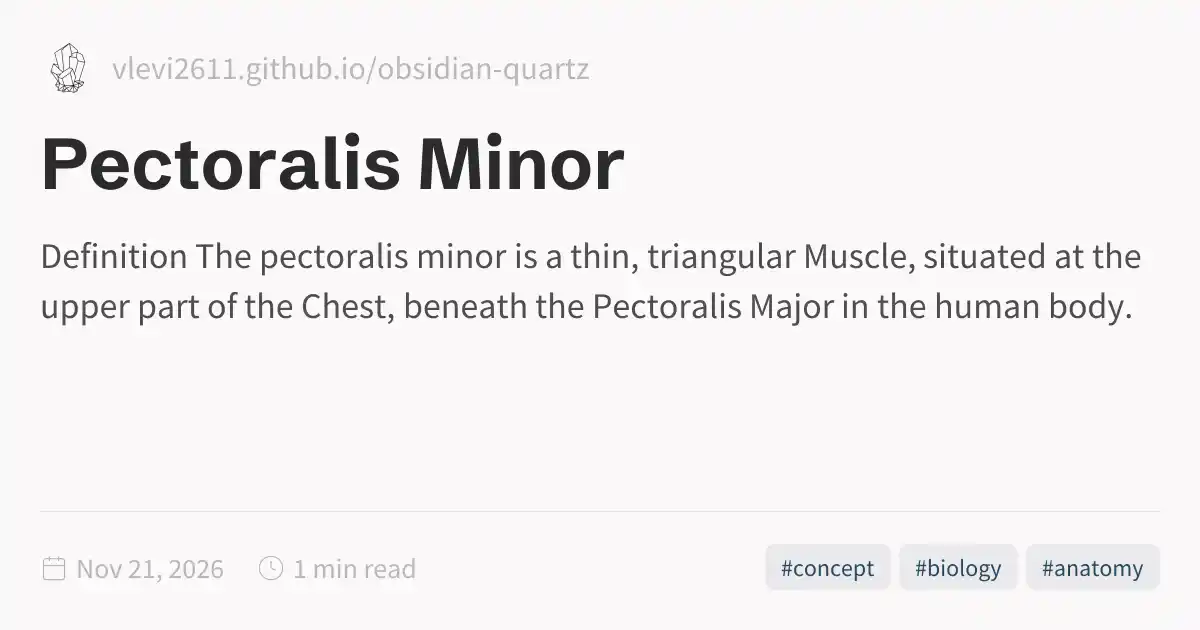 vlevi2611.github.io/obsidian-quartz
Pectoralis Minor
Definition The pectoralis minor is a thin, triangular Muscle, situated at the
upper part of the Chest, beneath the Pectoralis Major in the human body.
Nov 21, 2026 1 min read #concept #biology #anatomy